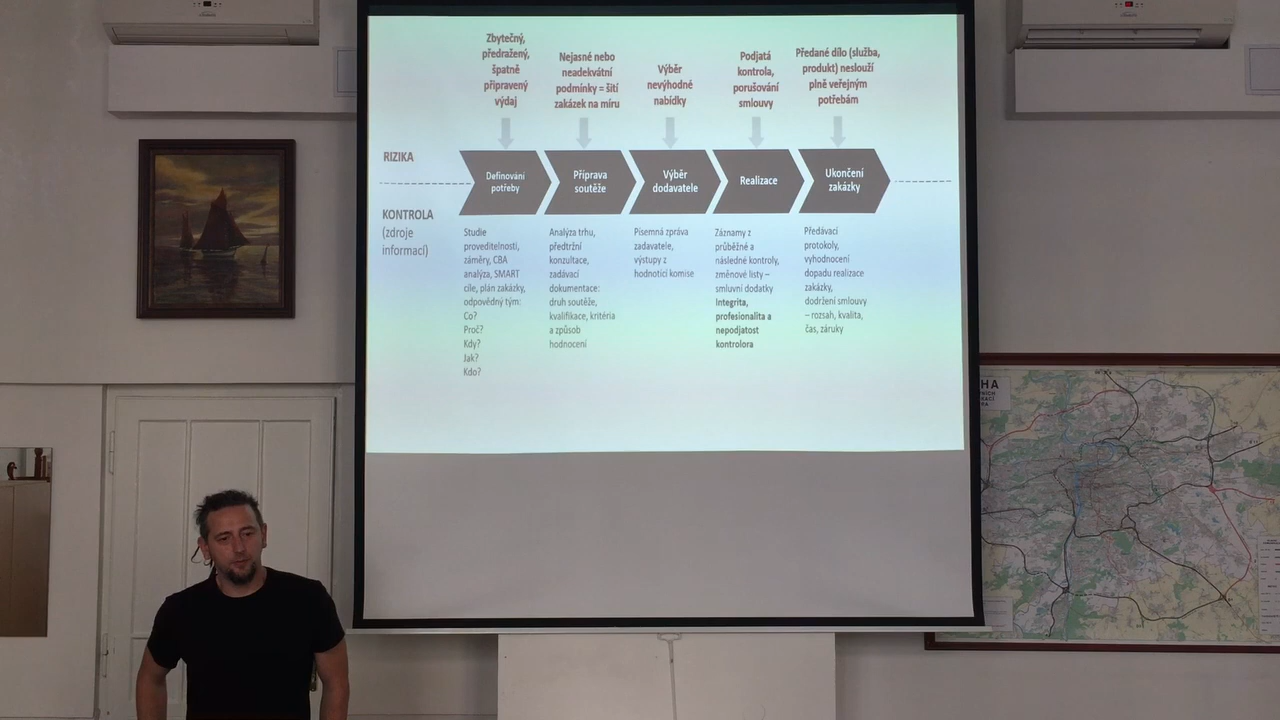 Zbytečný,
předražený,
špatně
připravený
výdaj
Nejasné nebo
neadekvátní
podmínky = šití
zakázek na míru
Výběr
nevýhodné
nabídky
Podjatá
kontrola,
porušování
smlouvy
Předané dílo (služba,
produkt) neslouží
plně veřejným
potřebám
RIZIKA
Definování
potřeby
Příprava
soutěže
Výběr
dodavatele
Realizace
Ukončení
zakázky
KONTROLA
(zdroje
informací)
Studie
proveditelnosti,
záměry, CBA
analýza, SMART
cíle, plán zakázky,
odpovědný tým:
Co?
Proč?
Kdy?
Jak?
Kdo?
Analýza trhu,
předtržní
konzultace,
zadávací
dokumentace:
druh soutěže,
kvalifikace, kritéria
a způsob
hodnocení
Písemná zpráva
zadavatele,
výstupy z
hodnotící komise
Záznamy z
průběžné a
následné kontroly,
změnové listy –
smluvní dodatky
Integrita,
profesionalita a
nepodjatost
kontrolora
Předávací
protokoly,
vyhodnocení
dopadu realizace
zakázky,
dodržení smlouvy
– rozsah, kvalita,
čas, záruky